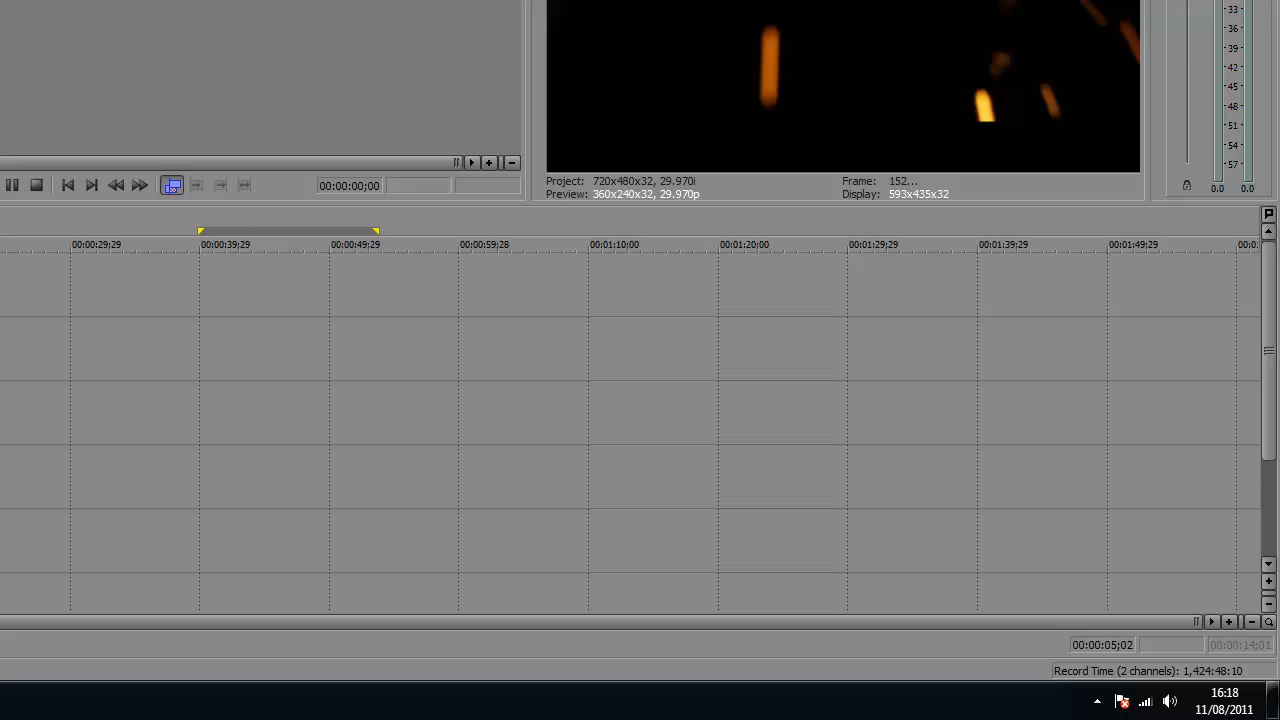 33
36
39
42
45
48
51
54
57
0.0 0.0
00:00:00;00
Project: 720x480x32, 29.970i
Preview: 360x240x32, 29.970p
Frame: 152...
Display: 593x435x32
00:00:29;29 00:00:39;29 00:00:49;29 00:00:59;28 00:01:10;00 00:01:20;00 00:01:29;29 00:01:39;29 00:01:49;29 00:0
00:00:05;02 00:00:14;01
Record Time (2 channels): 1,424:48:10
16:18
11/08/2011